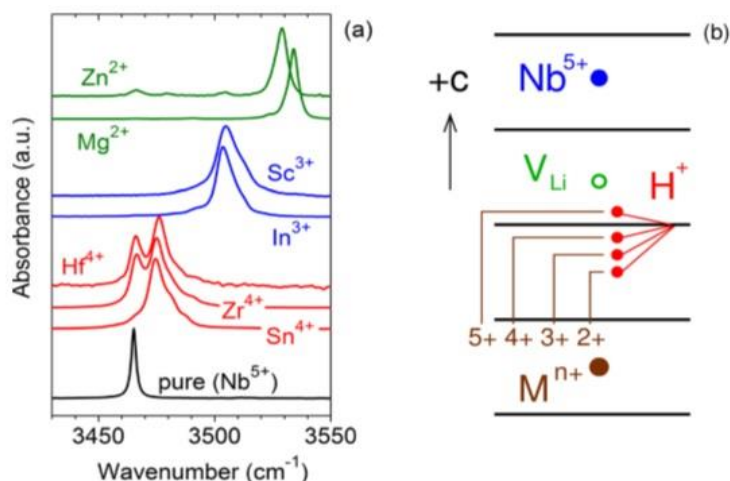 (a)
Zn²⁺
Mg²⁺
Sc³⁺
In³⁺
Hf⁴⁺
Zr⁴⁺
Sn⁴⁺
pure (Nb⁵⁺)
Absorbance (a.u.)
3450 3500 3550
Wavenumber (cm⁻¹)
(b)
+c
Nb⁵⁺
V_Li
H⁺
5+ 4+ 3+ 2+
Mⁿ⁺